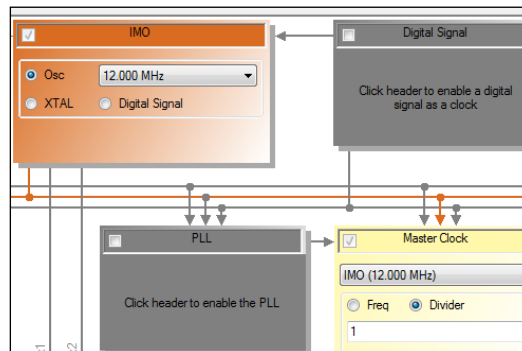 IMO
Osc 12.000 MHz
XTAL Digital Signal
Digital Signal
Click header to enable a digital
signal as a clock
PLL
Click header to enable the PLL
Master Clock
IMO (12.000 MHz)
Freq Divider
1